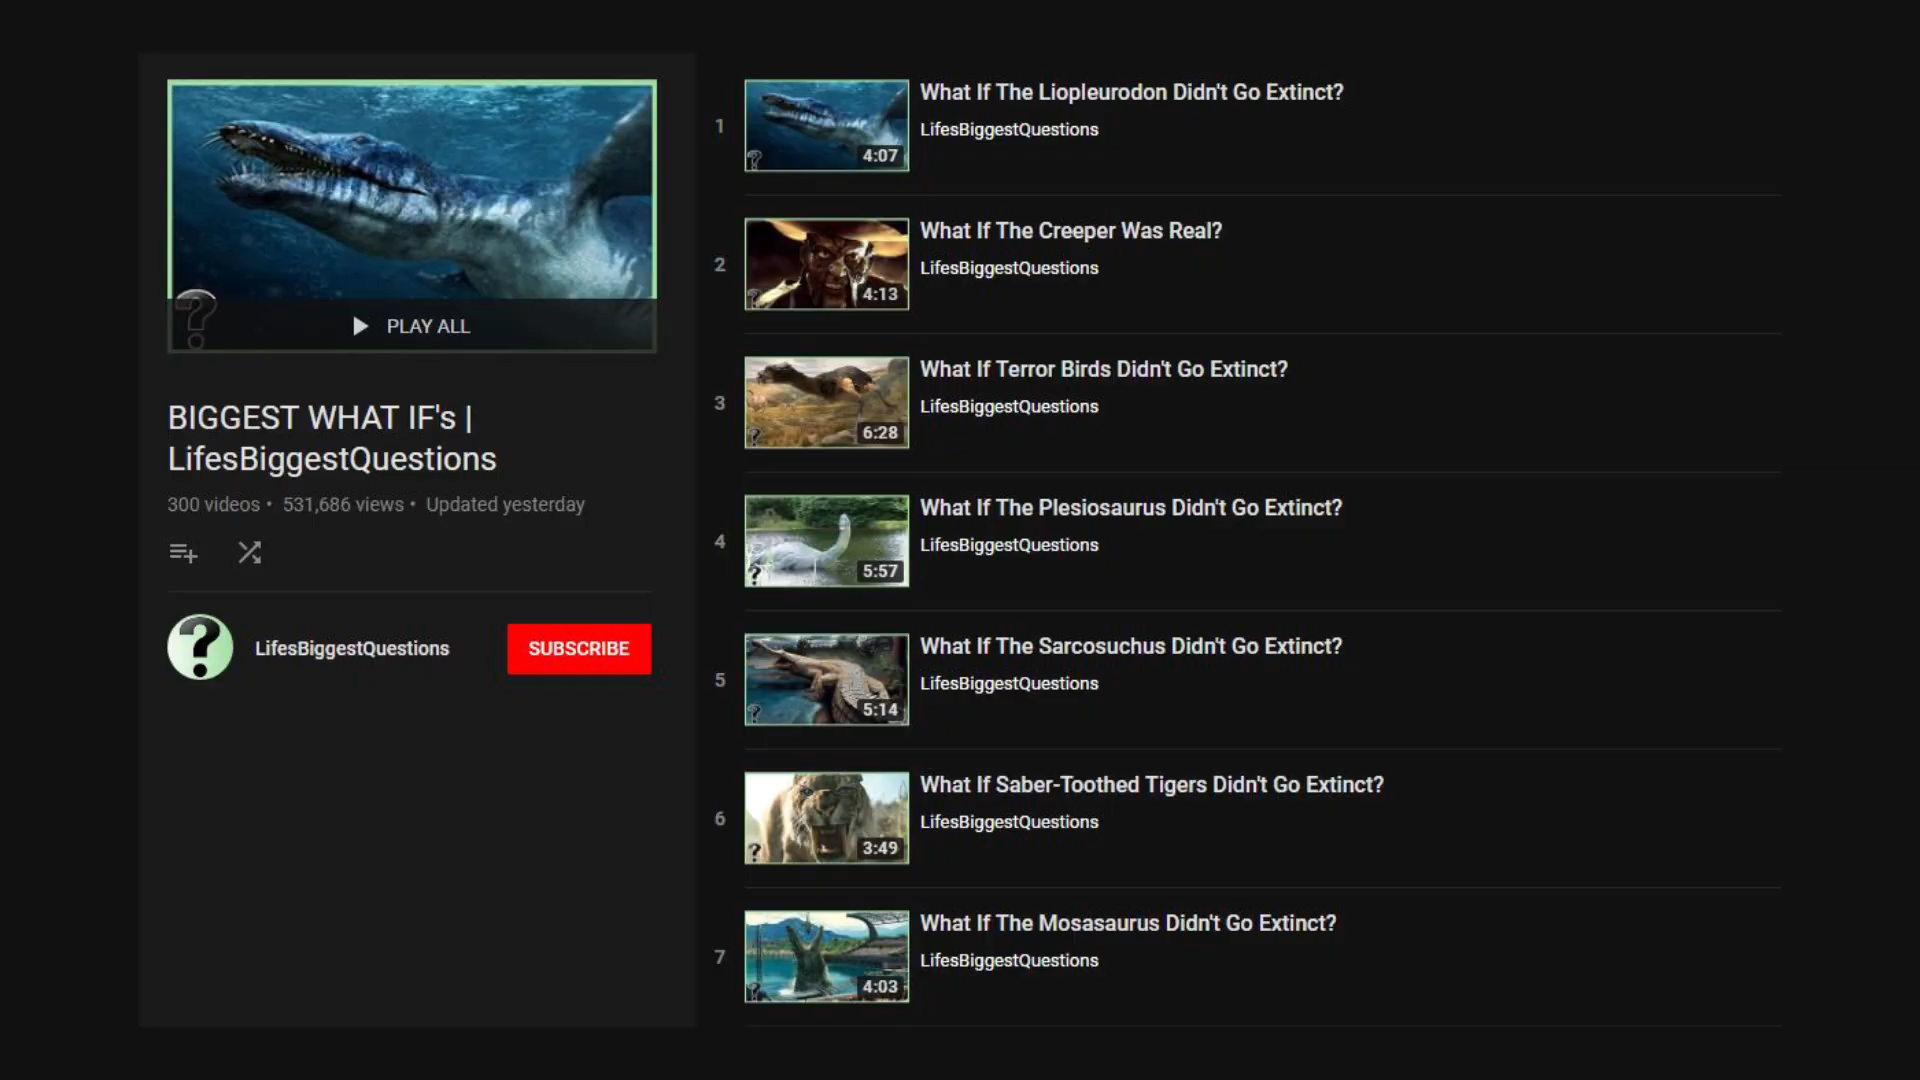 PLAY ALL
BIGGEST WHAT IF's |
LifesBiggestQuestions
300 videos • 531,686 views • Updated yesterday
LifesBiggestQuestions
SUBSCRIBE
1
4:07
What If The Liopleurodon Didn't Go Extinct?
LifesBiggestQuestions
2
4:13
What If The Creeper Was Real?
LifesBiggestQuestions
3
6:28
What If Terror Birds Didn't Go Extinct?
LifesBiggestQuestions
4
5:57
What If The Plesiosaurus Didn't Go Extinct?
LifesBiggestQuestions
5
5:14
What If The Sarcosuchus Didn't Go Extinct?
LifesBiggestQuestions
6
3:49
What If Saber-Toothed Tigers Didn't Go Extinct?
LifesBiggestQuestions
7
4:03
What If The Mosasaurus Didn't Go Extinct?
LifesBiggestQuestions